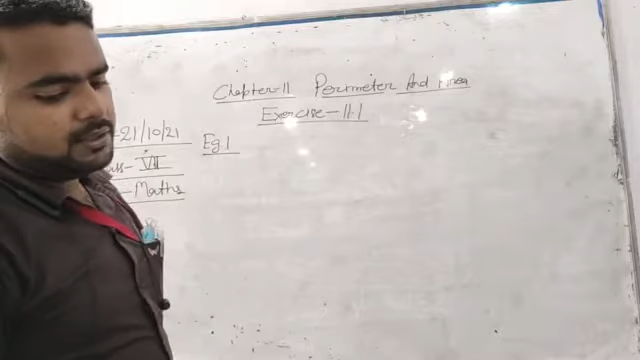 Chapter-11 Perimeter And Area
Exercise-11.1
-21/10/21
Eg.1
VII
-Maths